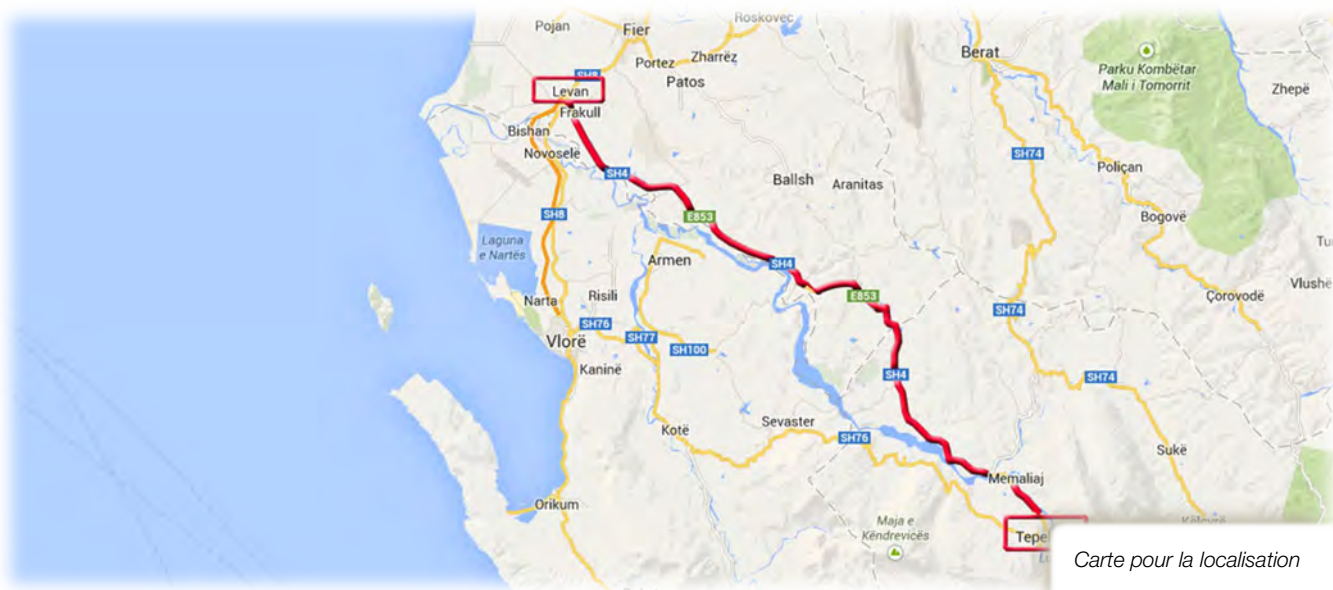 Roskovec
Pojan
Fier
Zharrëz
Portez
Berat
SH8
Patos
Parku Kombëtar
Mali i Tomorrit
Zhepë
Levan
Frakull
Bishan
Novoselë
SH74
Poliçan
SH4
Ballsh
Aranitas
Bogovë
SH8
E853
Laguna
e Nartës
Armen
SH4
Vlushë
Narta
Risili
E853
Çorovodë
SH74
SH76
Vlorë
SH77
SH100
Kaninë
SH4
SH74
Sevaster
Kotë
SH76
Sukë
Memaliaj
Orikum
Maja e
Këndrevicës
Tepe
Carte pour la localisation